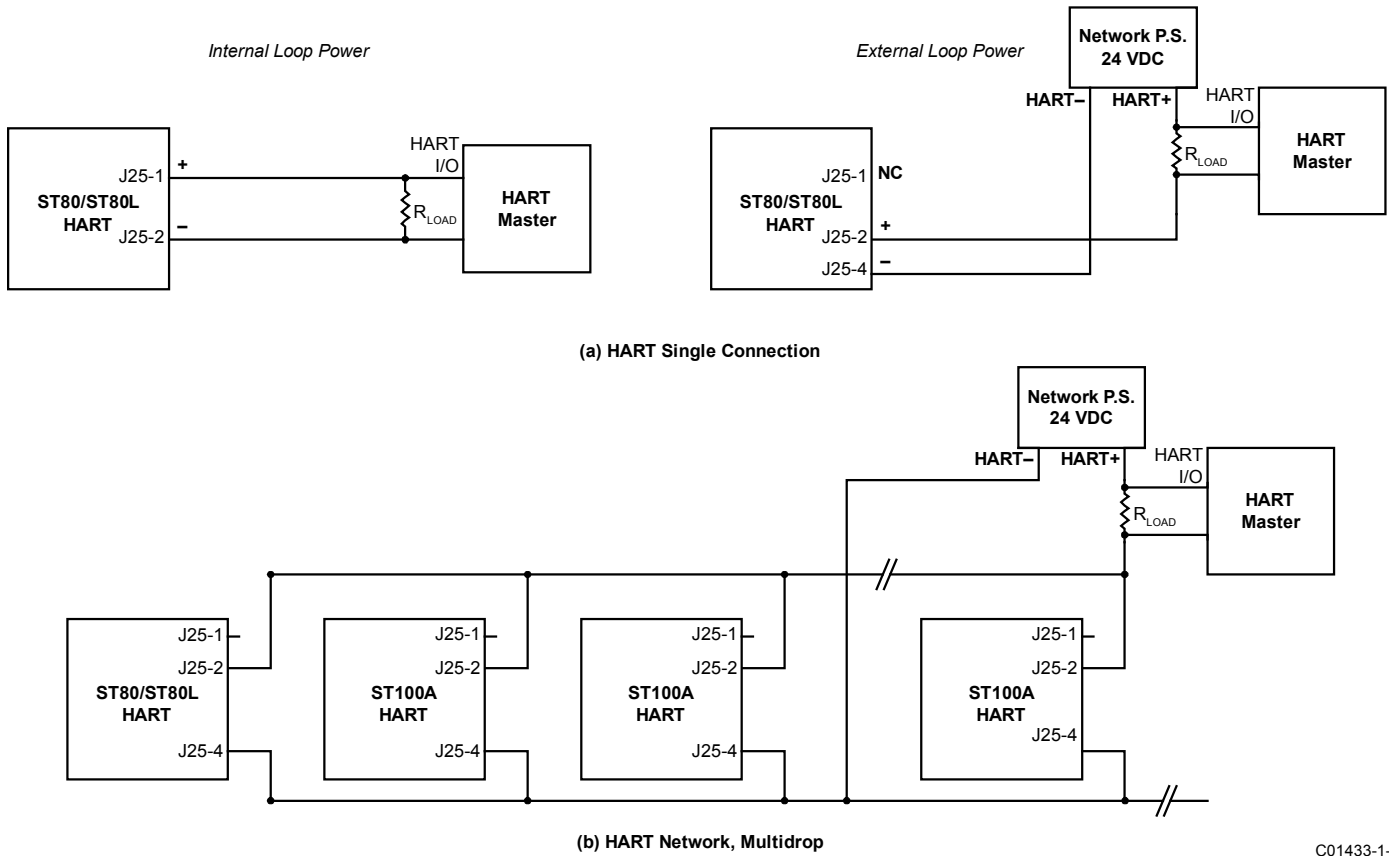 Internal Loop Power
ST80/ST80L
HART
J25-1
J25-2
+
–
HART
I/O
RLOAD
HART
Master
External Loop Power
Network P.S.
24 VDC
HART–
HART+
HART
I/O
RLOAD
HART
Master
ST80/ST80L
HART
J25-1
NC
J25-2
+
J25-4
–
(a) HART Single Connection
Network P.S.
24 VDC
HART–
HART+
HART
I/O
RLOAD
HART
Master
ST80/ST80L
HART
J25-1
J25-2
J25-4
ST100A
HART
J25-1
J25-2
J25-4
ST100A
HART
J25-1
J25-2
J25-4
ST100A
HART
J25-1
J25-2
J25-4
(b) HART Network, Multidrop
C01433-1-